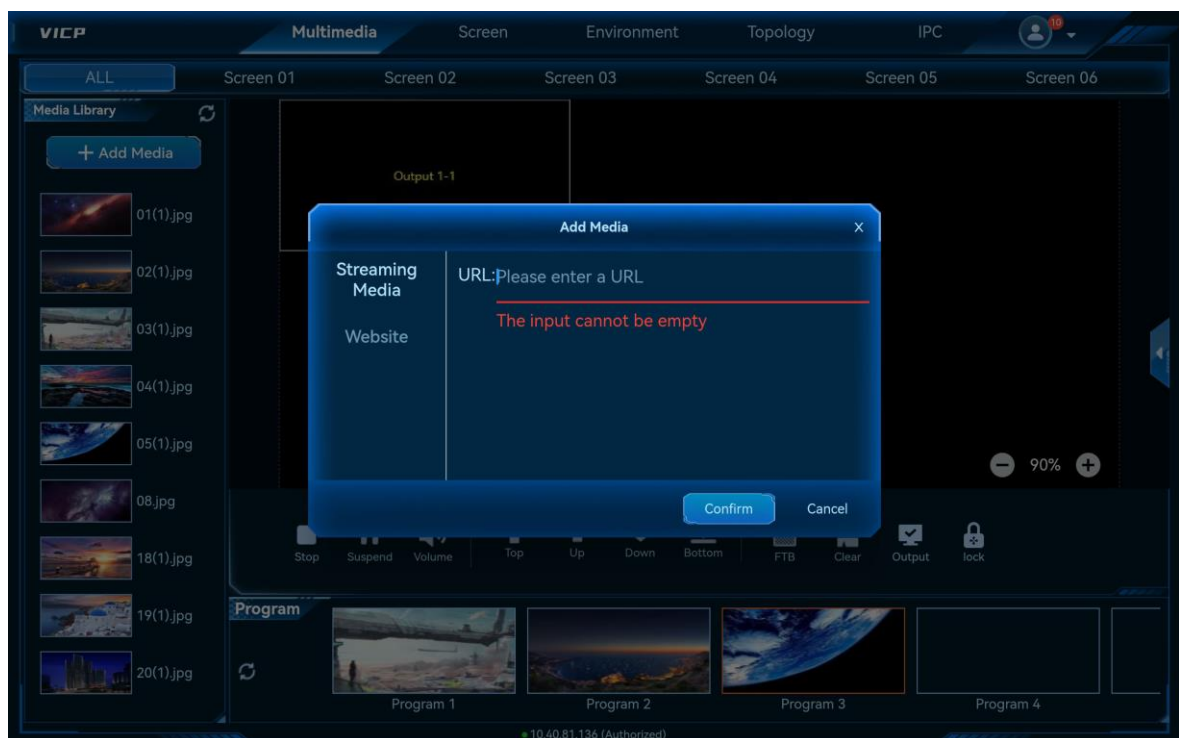 VICP
Multimedia
Screen
Environment
Topology
IPC
10
ALL
Screen 01
Screen 02
Screen 03
Screen 04
Screen 05
Screen 06
Media Library
+ Add Media
01(1).jpg
02(1).jpg
03(1).jpg
04(1).jpg
05(1).jpg
08.jpg
18(1).jpg
19(1).jpg
20(1).jpg
Output 1-1
Add Media
X
Streaming
Media
Website
URL:
Please enter a URL
The input cannot be empty
Confirm
Cancel
90%
Stop
Suspend
Volume
Top
Up
Down
Bottom
FTB
Clear
Output
lock
Program
Program 1
Program 2
Program 3
Program 4
10.40.81.136 (Authorized)